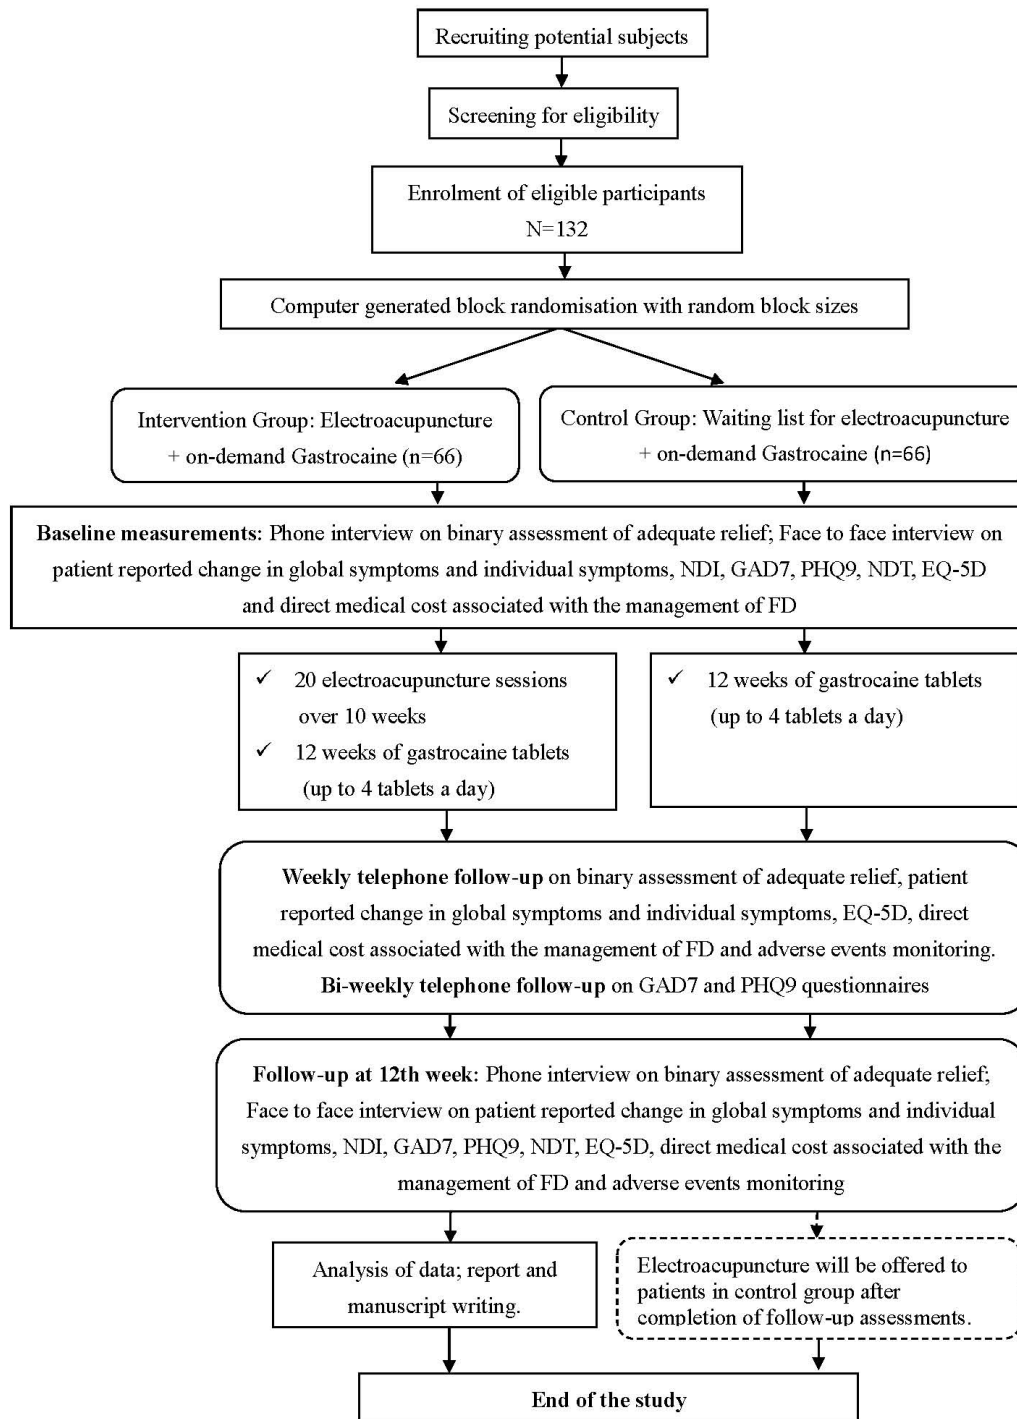 Recruiting potential subjects
Screening for eligibility
Enrolment of eligible participants
N=132
Computer generated block randomisation with random block sizes
Intervention Group: Electroacupuncture
+ on-demand Gastrocaine (n=66)
Control Group: Waiting list for electroacupuncture
+ on-demand Gastrocaine (n=66)
Baseline measurements: Phone interview on binary assessment of adequate relief; Face to face interview on
patient reported change in global symptoms and individual symptoms, NDI, GAD7, PHQ9, NDT, EQ-5D
and direct medical cost associated with the management of FD
✓ 20 electroacupuncture sessions
over 10 weeks
✓ 12 weeks of gastrocaine tablets
(up to 4 tablets a day)
✓ 12 weeks of gastrocaine tablets
(up to 4 tablets a day)
Weekly telephone follow-up on binary assessment of adequate relief, patient
reported change in global symptoms and individual symptoms, EQ-5D, direct
medical cost associated with the management of FD and adverse events monitoring.
Bi-weekly telephone follow-up on GAD7 and PHQ9 questionnaires
Follow-up at 12th week: Phone interview on binary assessment of adequate relief;
Face to face interview on patient reported change in global symptoms and individual
symptoms, NDI, GAD7, PHQ9, NDT, EQ-5D, direct medical cost associated with the
management of FD and adverse events monitoring
Analysis of data; report and
manuscript writing.
Electroacupuncture will be offered to
patients in control group after
completion of follow-up assessments.
End of the study